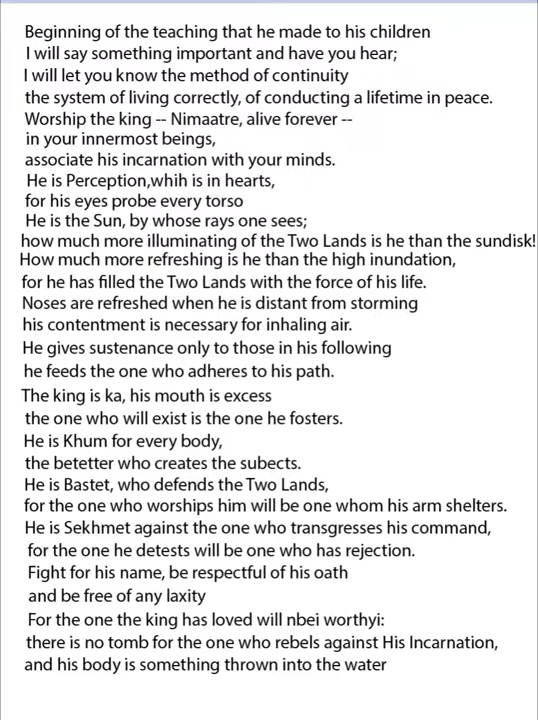 Beginning of the teaching that he made to his children
I will say something important and have you hear;
I will let you know the method of continuity
the system of living correctly, of conducting a lifetime in peace.
Worship the king -- Nimaatre, alive forever --
in your innermost beings,
associate his incarnation with your minds.
He is Perception,whih is in hearts,
for his eyes probe every torso
He is the Sun, by whose rays one sees;
how much more illuminating of the Two Lands is he than the sundisk!
How much more refreshing is he than the high inundation,
for he has filled the Two Lands with the force of his life.
Noses are refreshed when he is distant from storming
his contentment is necessary for inhaling air.
He gives sustenance only to those in his following
he feeds the one who adheres to his path.
The king is ka, his mouth is excess
the one who will exist is the one he fosters.
He is Khum for every body,
the betetter who creates the subects.
He is Bastet, who defends the Two Lands,
for the one who worships him will be one whom his arm shelters.
He is Sekhmet against the one who transgresses his command,
for the one he detests will be one who has rejection.
Fight for his name, be respectful of his oath
and be free of any laxity
For the one the king has loved will nbei worthyi:
there is no tomb for the one who rebels against His Incarnation,
and his body is something thrown into the water